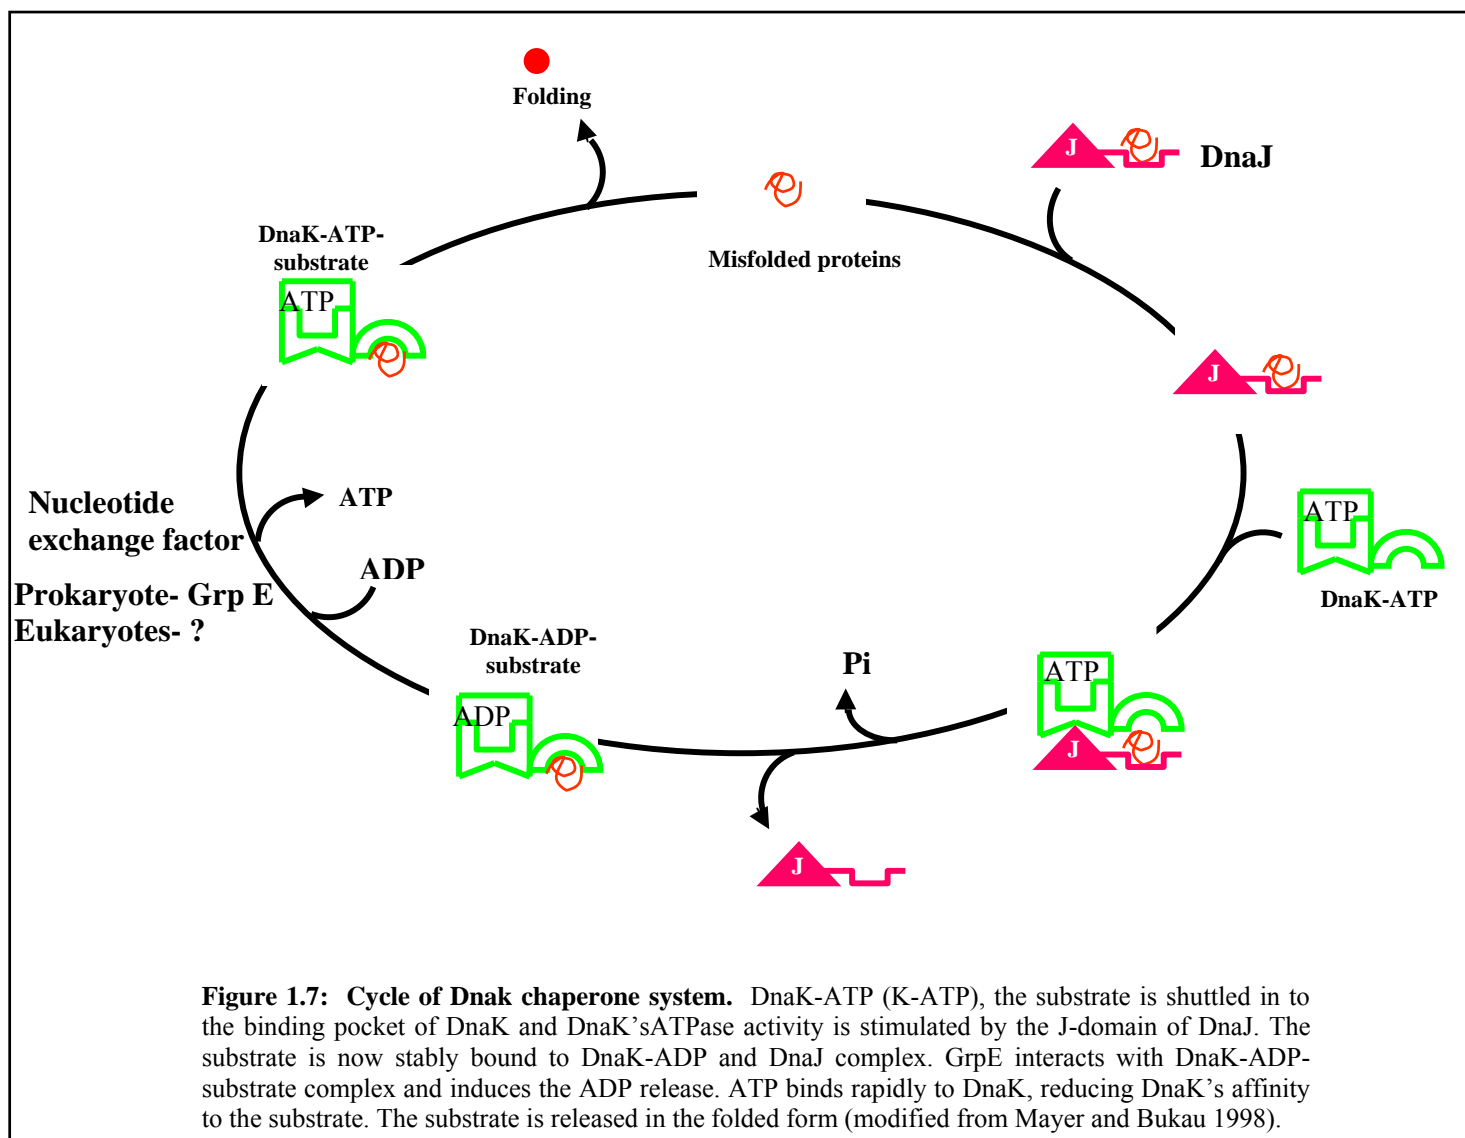 Folding
J
DnaJ
DnaK-ATP-
substrate
ATP
Misfolded proteins
J
Nucleotide
exchange factor
ATP
ATP
DnaK-ATP
ADP
Prokaryote- Grp E
Eukaryotes- ?
DnaK-ADP-
substrate
ADP
Pi
ATP
J
J
Figure 1.7: Cycle of Dnak chaperone system. DnaK-ATP (K-ATP), the substrate is shuttled in to
the binding pocket of DnaK and DnaK'sATPase activity is stimulated by the J-domain of DnaJ. The
substrate is now stably bound to DnaK-ADP and DnaJ complex. GrpE interacts with DnaK-ADP-
substrate complex and induces the ADP release. ATP binds rapidly to DnaK, reducing DnaK's affinity
to the substrate. The substrate is released in the folded form (modified from Mayer and Bukau 1998).